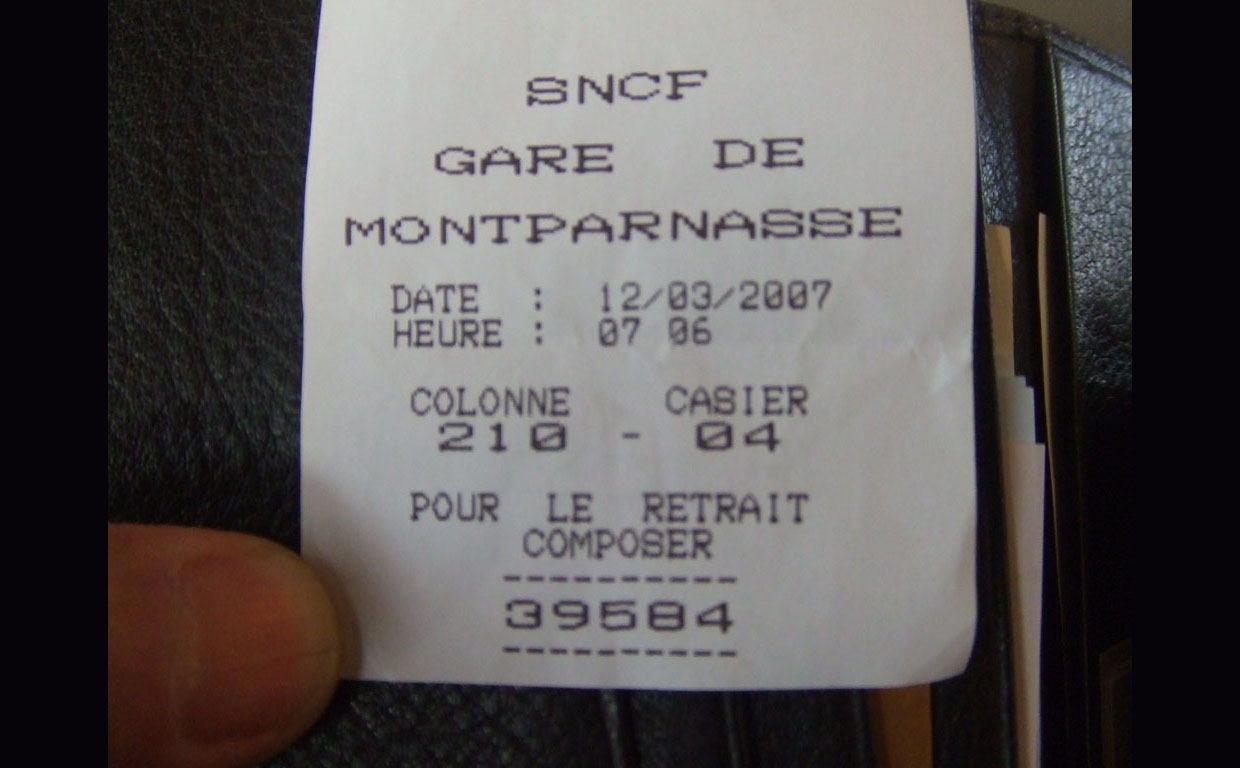 SNCF
GARE DE
MONTPARNASSE
DATE : 12/03/2007
HEURE : 07 06
COLONNE CASIER
210 - 04
POUR LE RETRAIT
COMPOSER
----------
39584
----------